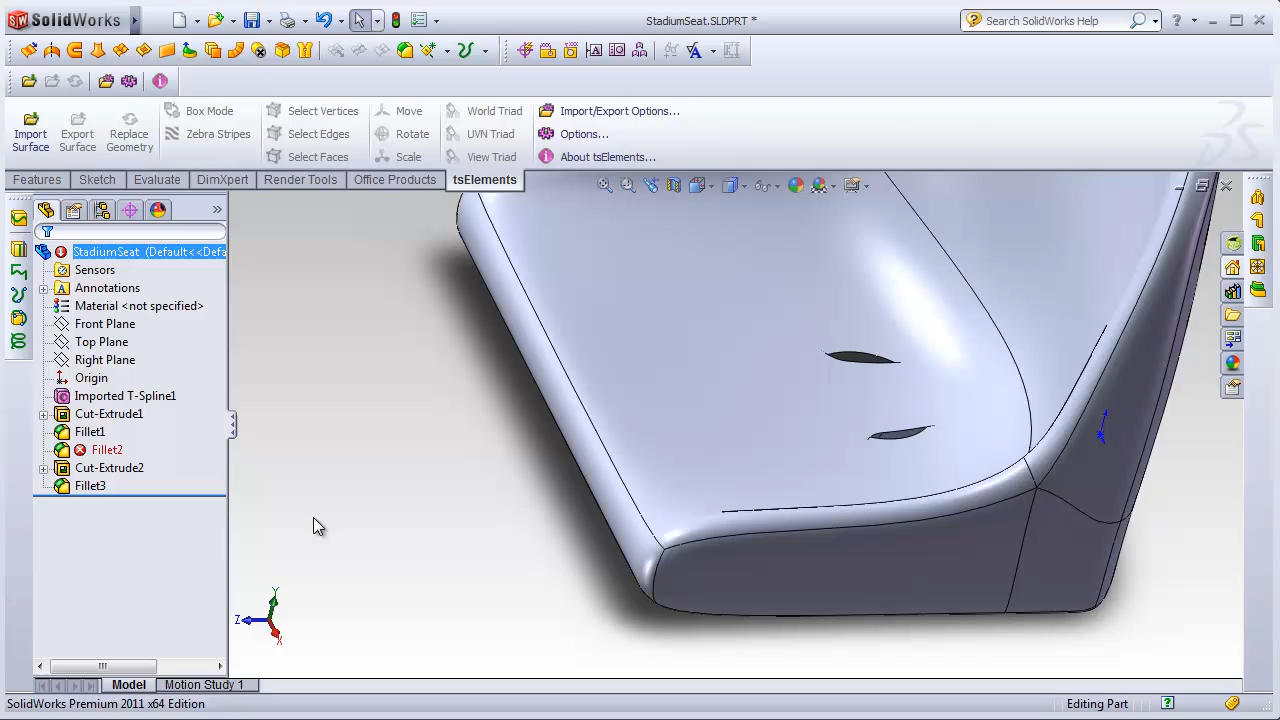 SolidWorks
StadiumSeat.SLDPRT *
Search SolidWorks Help
Import Surface
Export Surface
Replace Geometry
Box Mode
Zebra Stripes
Select Vertices
Select Edges
Select Faces
Move
Rotate
Scale
World Triad
UVN Triad
View Triad
Import/Export Options...
Options...
About tsElements...
Features
Sketch
Evaluate
DimXpert
Render Tools
Office Products
tsElements
StadiumSeat (Default<<Defa
Sensors
Annotations
Material <not specified>
Front Plane
Top Plane
Right Plane
Origin
Imported T-Spline1
Cut-Extrude1
Fillet1
Fillet2
Cut-Extrude2
Fillet3
Y
Z
X
Model
Motion Study 1
SolidWorks Premium 2011 x64 Edition
Editing Part